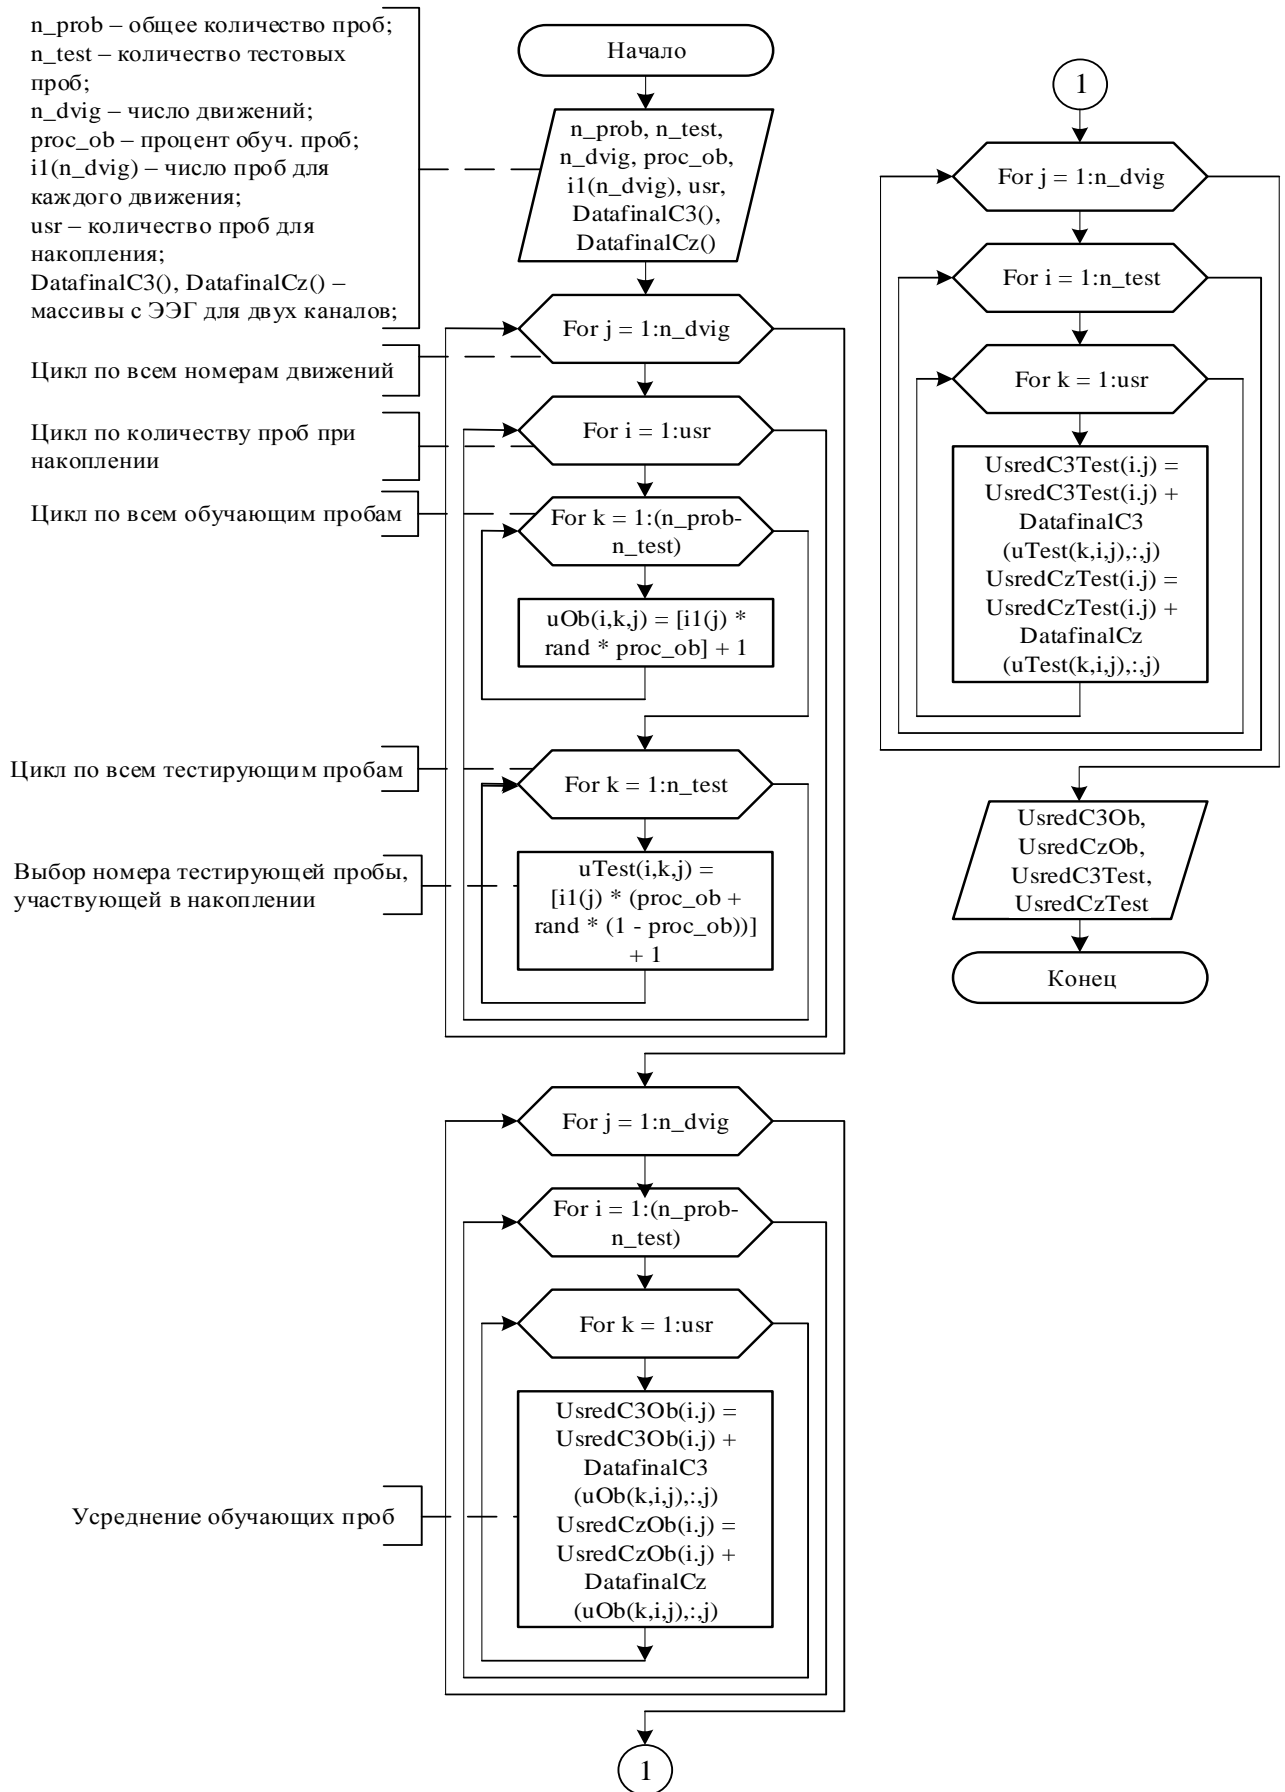 n_prob – общее количество проб;
n_test – количество тестовых
проб;
n_dvig – число движений;
proc_ob – процент обуч. проб;
i1(n_dvig) – число проб для
каждого движения;
usr – количество проб для
накопления;
DatafinalC3(), DatafinalCz() –
массивы с ЭЭГ для двух каналов;
Начало
n_prob, n_test,
n_dvig, proc_ob,
i1(n_dvig), usr,
DatafinalC3(),
DatafinalCz()
For j = 1:n_dvig
Цикл по всем номерам движений
For i = 1:usr
Цикл по количеству проб при
накоплении
Цикл по всем обучающим пробам
For k = 1:(n_prob-
n_test)
uOb(i,k,j) = [i1(j) *
rand * proc_ob] + 1
Цикл по всем тестирующим пробам
For k = 1:n_test
Выбор номера тестирующей пробы,
участвующей в накоплении
uTest(i,k,j) =
[i1(j) * (proc_ob +
rand * (1 - proc_ob))]
+ 1
For j = 1:n_dvig
For i = 1:(n_prob-
n_test)
For k = 1:usr
Усреднение обучающих проб
UsredC3Ob(i.j) =
UsredC3Ob(i.j) +
DatafinalC3
(uOb(k,i,j),:,j)
UsredCzOb(i.j) =
UsredCzOb(i.j) +
DatafinalCz
(uOb(k,i,j),:,j)
1
1
For j = 1:n_dvig
For i = 1:n_test
For k = 1:usr
UsredC3Test(i.j) =
UsredC3Test(i.j) +
DatafinalC3
(uTest(k,i,j),:,j)
UsredCzTest(i.j) =
UsredCzTest(i.j) +
DatafinalCz
(uTest(k,i,j),:,j)
UsredC3Ob,
UsredCzOb,
UsredC3Test,
UsredCzTest
Конец